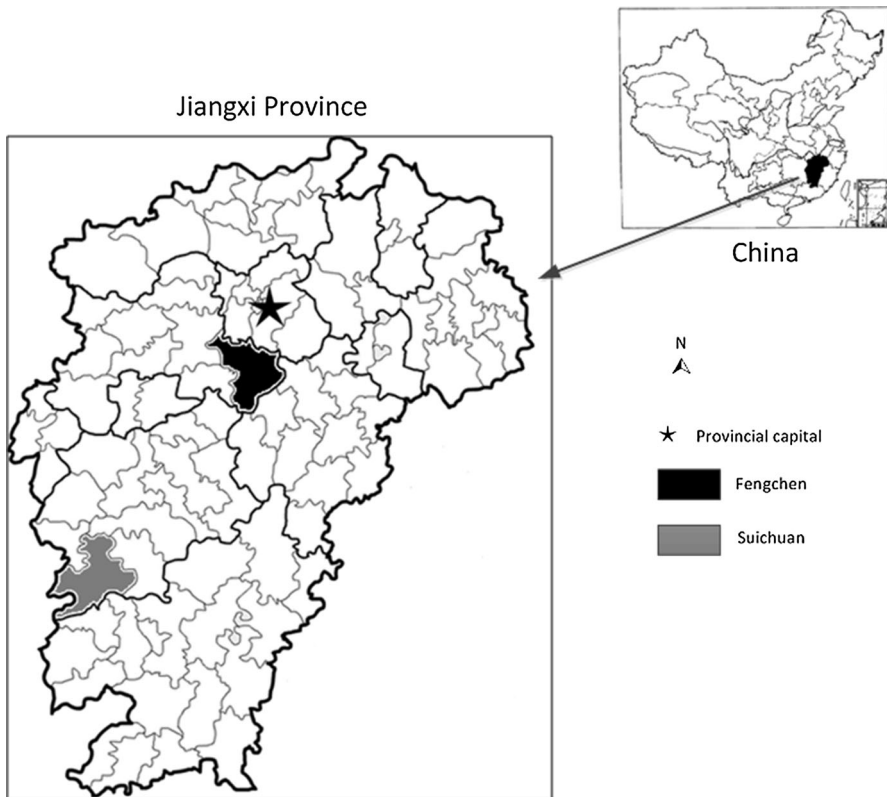 Jiangxi Province
China
N
Provincial capital
Fengchen
Suichuan